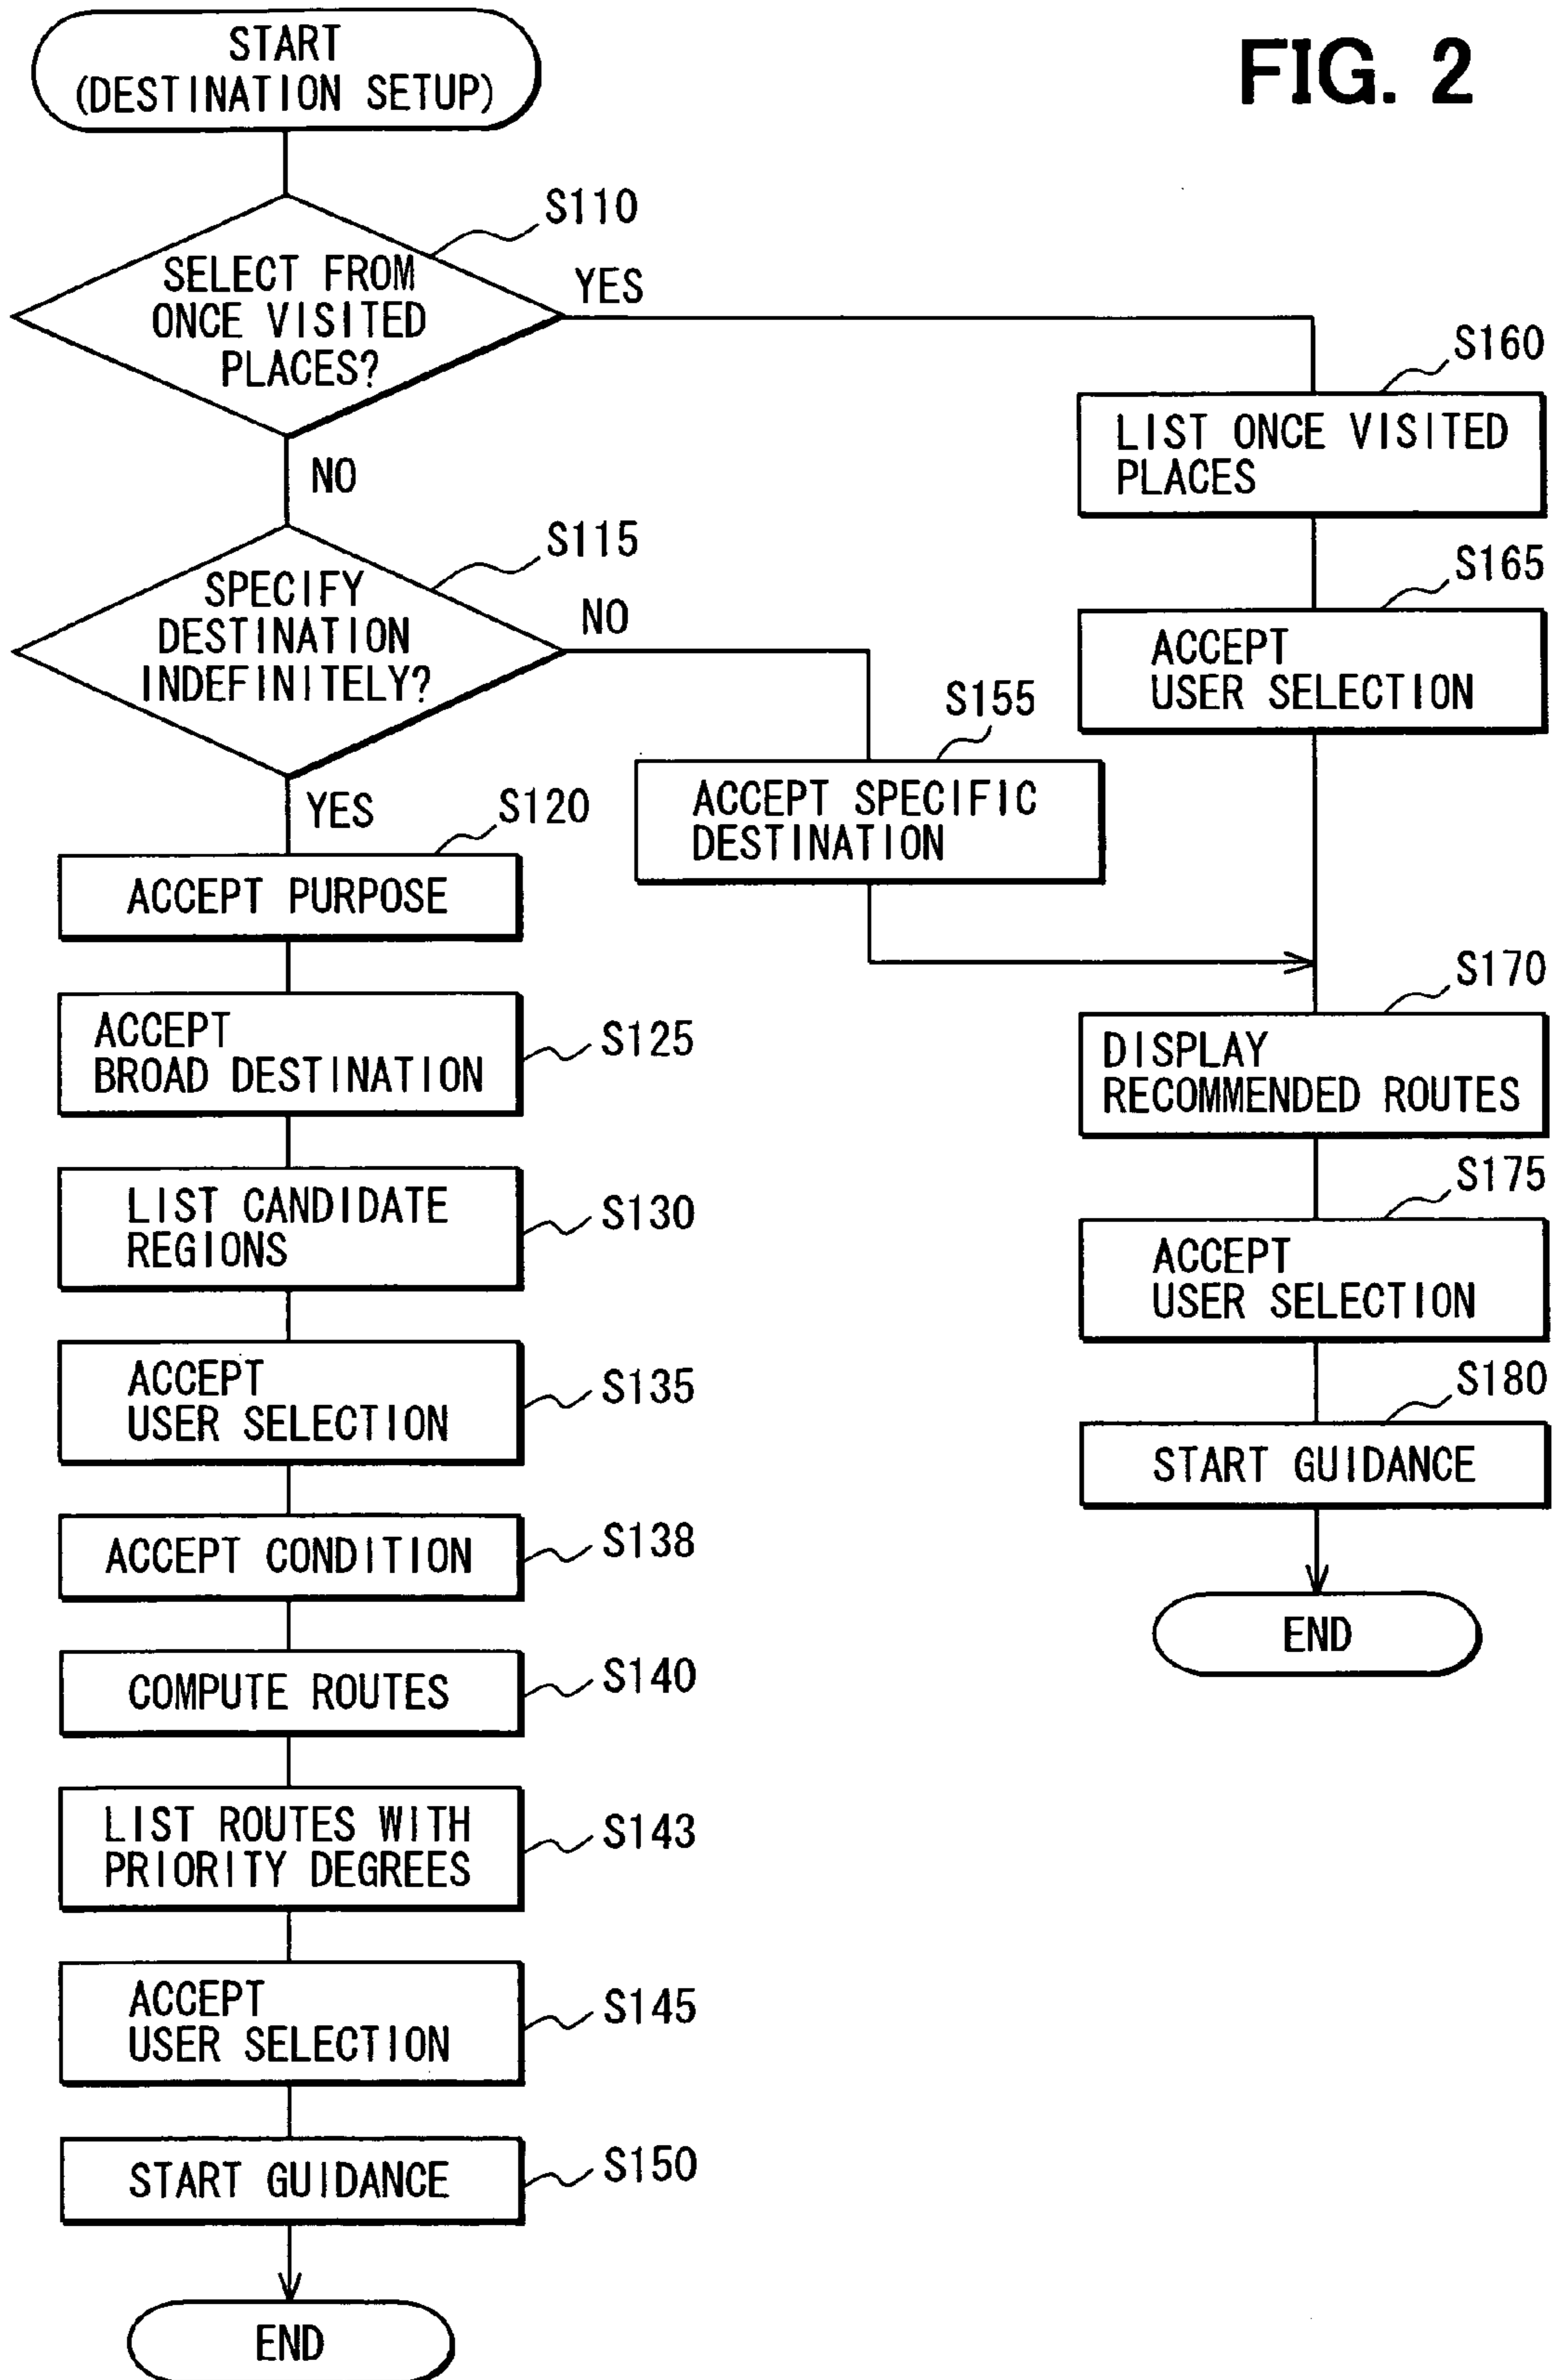 FIG. 2
START
(DESTINATION SETUP)
S110
SELECT FROM
ONCE VISITED
PLACES?
YES
NO
S115
SPECIFY
DESTINATION
INDEFINITELY?
NO
YES
S155
ACCEPT SPECIFIC
DESTINATION
S160
LIST ONCE VISITED
PLACES
S165
ACCEPT
USER SELECTION
S120
ACCEPT PURPOSE
ACCEPT
BROAD DESTINATION
S125
LIST CANDIDATE
REGIONS
S130
ACCEPT
USER SELECTION
S135
ACCEPT CONDITION
S138
COMPUTE ROUTES
S140
LIST ROUTES WITH
PRIORITY DEGREES
S143
ACCEPT
USER SELECTION
S145
START GUIDANCE
S150
END
S170
DISPLAY
RECOMMENDED ROUTES
S175
ACCEPT
USER SELECTION
S180
START GUIDANCE
END